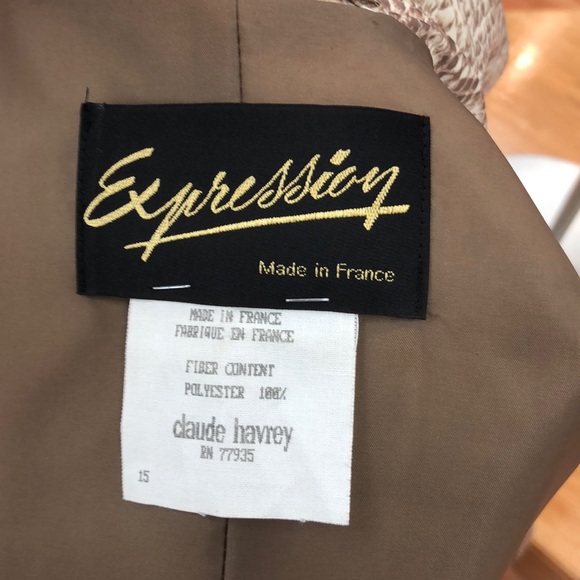 Expression
Made in France
MADE IN FRANCE
FABRIQUE EN FRANCE
FIBER CONTENT
POLYESTER 100%
claude havrey
RN 77935
15